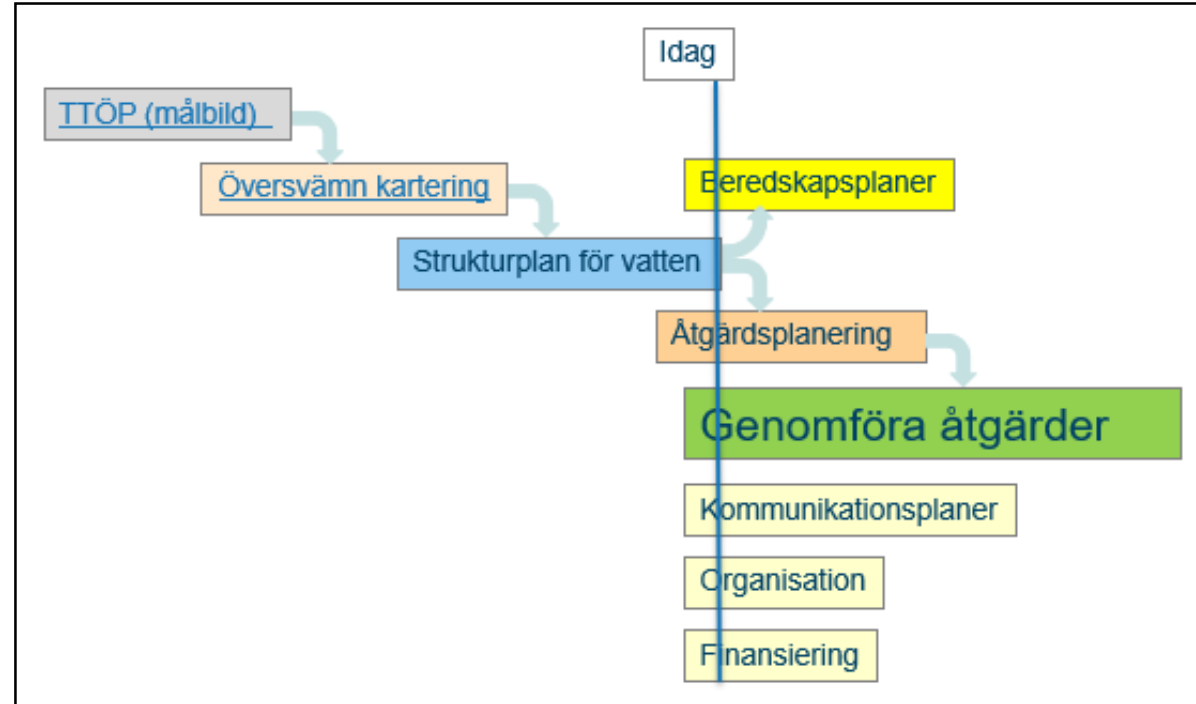 Idag
TTÖP (målbild)
Översvämn kartering
Beredskapsplaner
Strukturplan för vatten
Åtgärdsplanering
Genomföra åtgärder
Kommunikationsplaner
Organisation
Finansiering